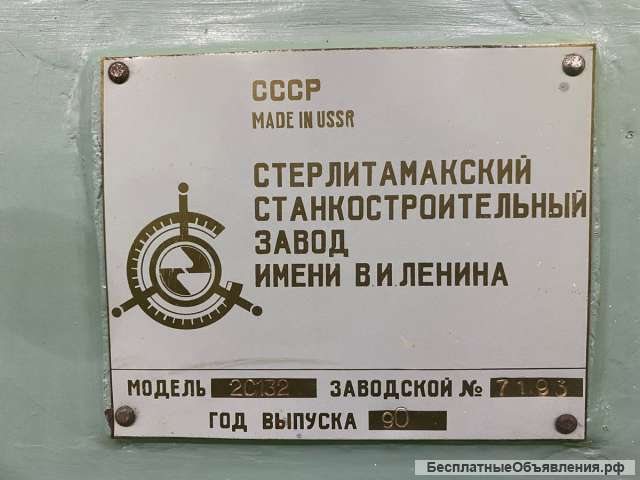 СССР
MADE IN USSR
СТЕРЛИТАМАКСКИЙ
СТАНКОСТРОИТЕЛЬНЫЙ
ЗАВОД
ИМЕНИ В.И.ЛЕНИНА
МОДЕЛЬ 2С132 ЗАВОДСКОЙ № 7193
ГОД ВЫПУСКА 90
БесплатныеОбъявления.рф